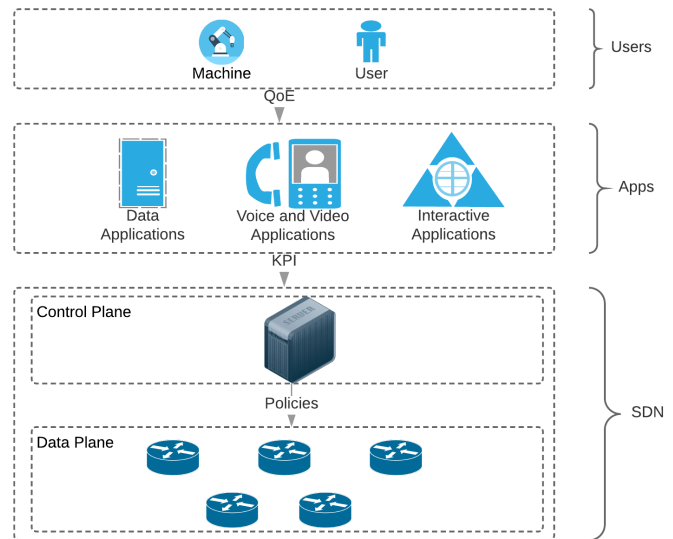 Machine
User
Users
QoE
Data
Applications
Voice and Video
Applications
Interactive
Applications
Apps
KPI
Control Plane
SERVER
Policies
SDN
Data Plane